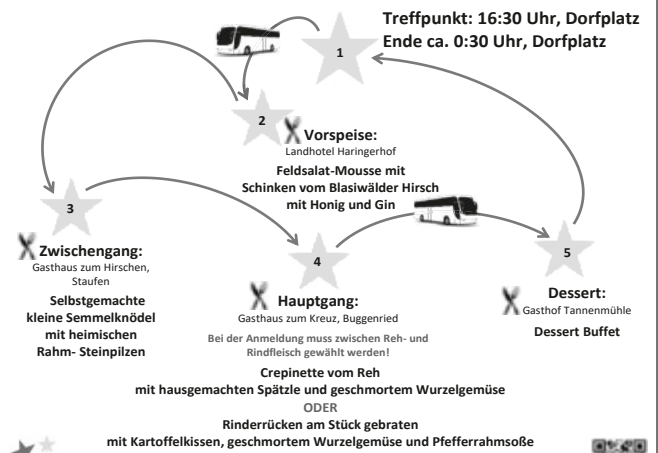 Treffpunkt: 16:30 Uhr, Dorfplatz
Ende ca. 0:30 Uhr, Dorfplatz
1
2
Vorspeise:
Landhotel Haringerhof
Feldsalat-Mousse mit
Schinken vom Blasiwälder Hirsch
mit Honig und Gin
3
Zwischengang:
Gasthaus zum Hirschen,
Staufen
Selbstgemachte
kleine Semmelknödel
mit heimischen
Rahm- Steinpilzen
4
Hauptgang:
Gasthaus zum Kreuz, Buggenried
Bei der Anmeldung muss zwischen Reh- und
Rindfleisch gewählt werden!
Crepinette vom Reh
mit hausgemachten Spätzle und geschmortem Wurzelgemüse
ODER
Rinderrücken am Stück gebraten
mit Kartoffelkissen, geschmortem Wurzelgemüse und Pfefferrahmsoße
5
Dessert:
Gasthof Tannenmühle
Dessert Buffet